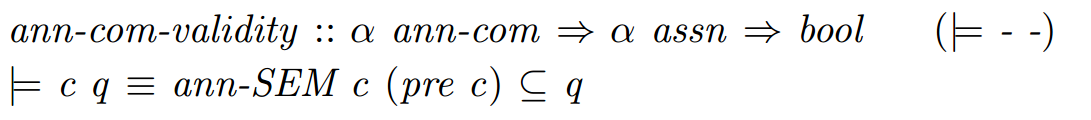 ann-com-validity :: α ann-com ⇒ α assn ⇒ bool (⊨ - -)
⊨ c q ≡ ann-SEM c (pre c) ⊆ q